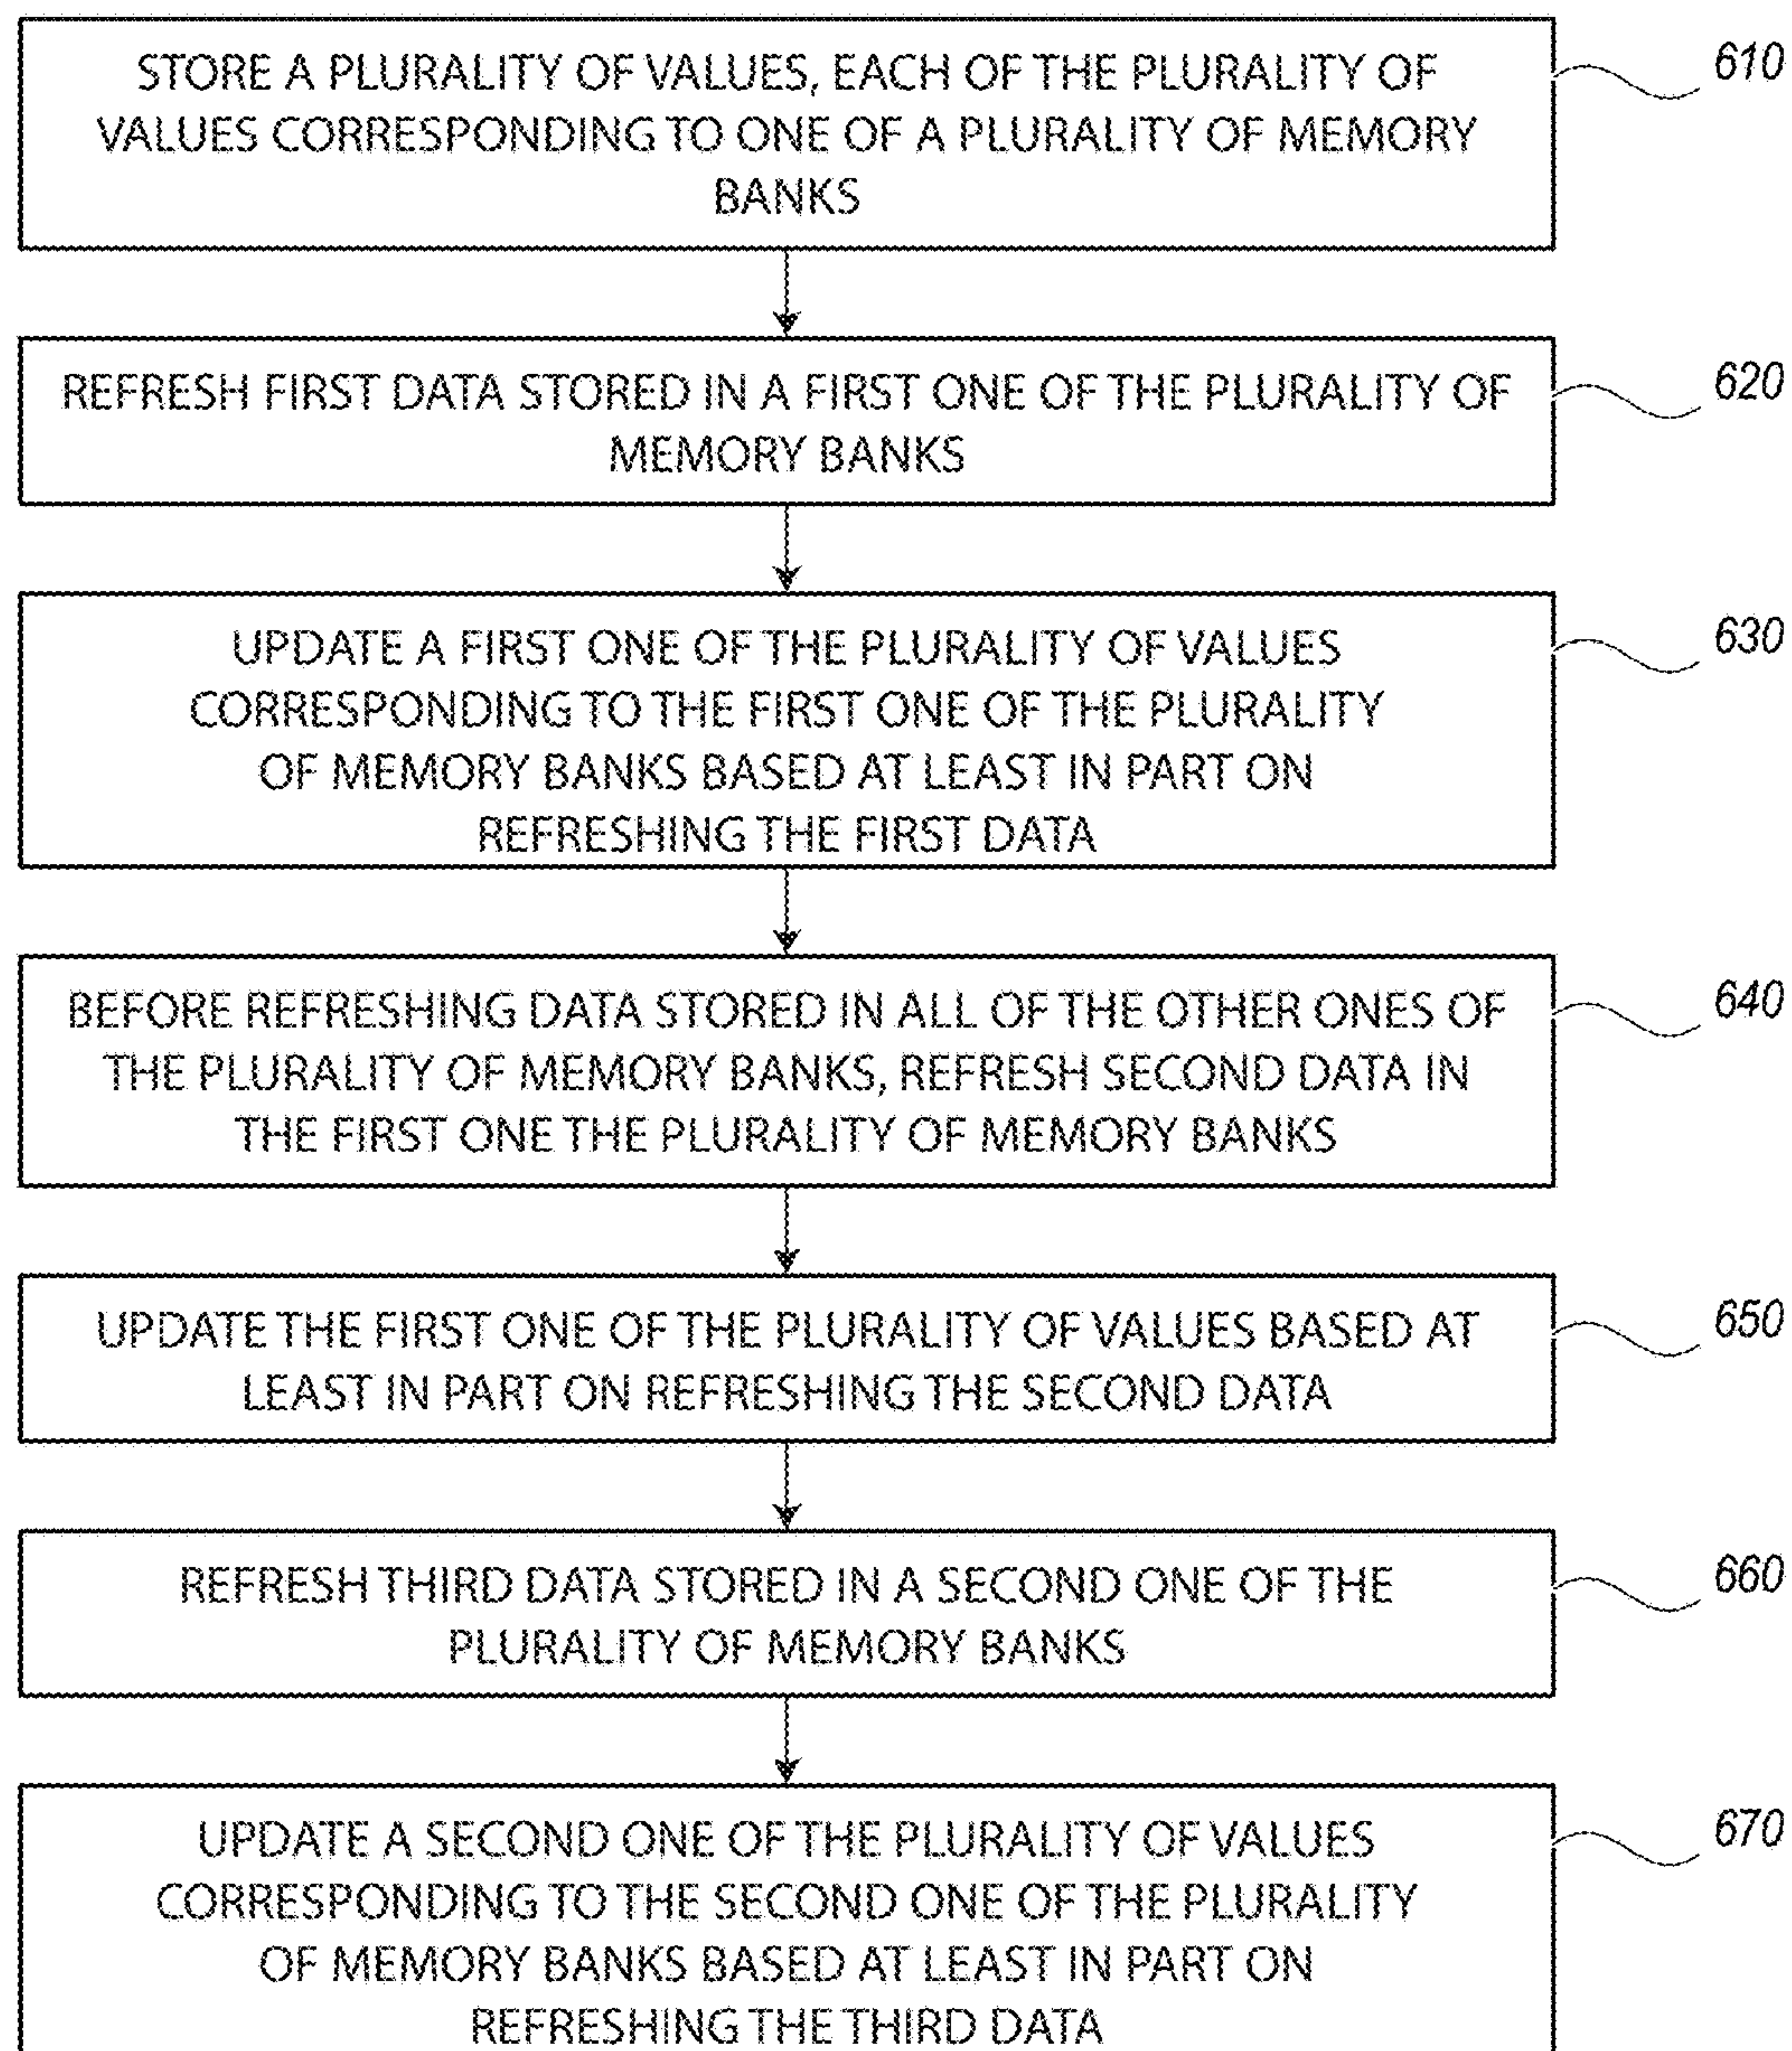 STORE A PLURALITY OF VALUES, EACH OF THE PLURALITY OF
VALUES CORRESPONDING TO ONE OF A PLURALITY OF MEMORY
BANKS
610
REFRESH FIRST DATA STORED IN A FIRST ONE OF THE PLURALITY OF
MEMORY BANKS
620
UPDATE A FIRST ONE OF THE PLURALITY OF VALUES
CORRESPONDING TO THE FIRST ONE OF THE PLURALITY
OF MEMORY BANKS BASED AT LEAST IN PART ON
REFRESHING THE FIRST DATA
630
BEFORE REFRESHING DATA STORED IN ALL OF THE OTHER ONES OF
THE PLURALITY OF MEMORY BANKS, REFRESH SECOND DATA IN
THE FIRST ONE THE PLURALITY OF MEMORY BANKS
640
UPDATE THE FIRST ONE OF THE PLURALITY OF VALUES BASED AT
LEAST IN PART ON REFRESHING THE SECOND DATA
650
REFRESH THIRD DATA STORED IN A SECOND ONE OF THE
PLURALITY OF MEMORY BANKS
660
UPDATE A SECOND ONE OF THE PLURALITY OF VALUES
CORRESPONDING TO THE SECOND ONE OF THE PLURALITY
OF MEMORY BANKS BASED AT LEAST IN PART ON
REFRESHING THE THIRD DATA
670